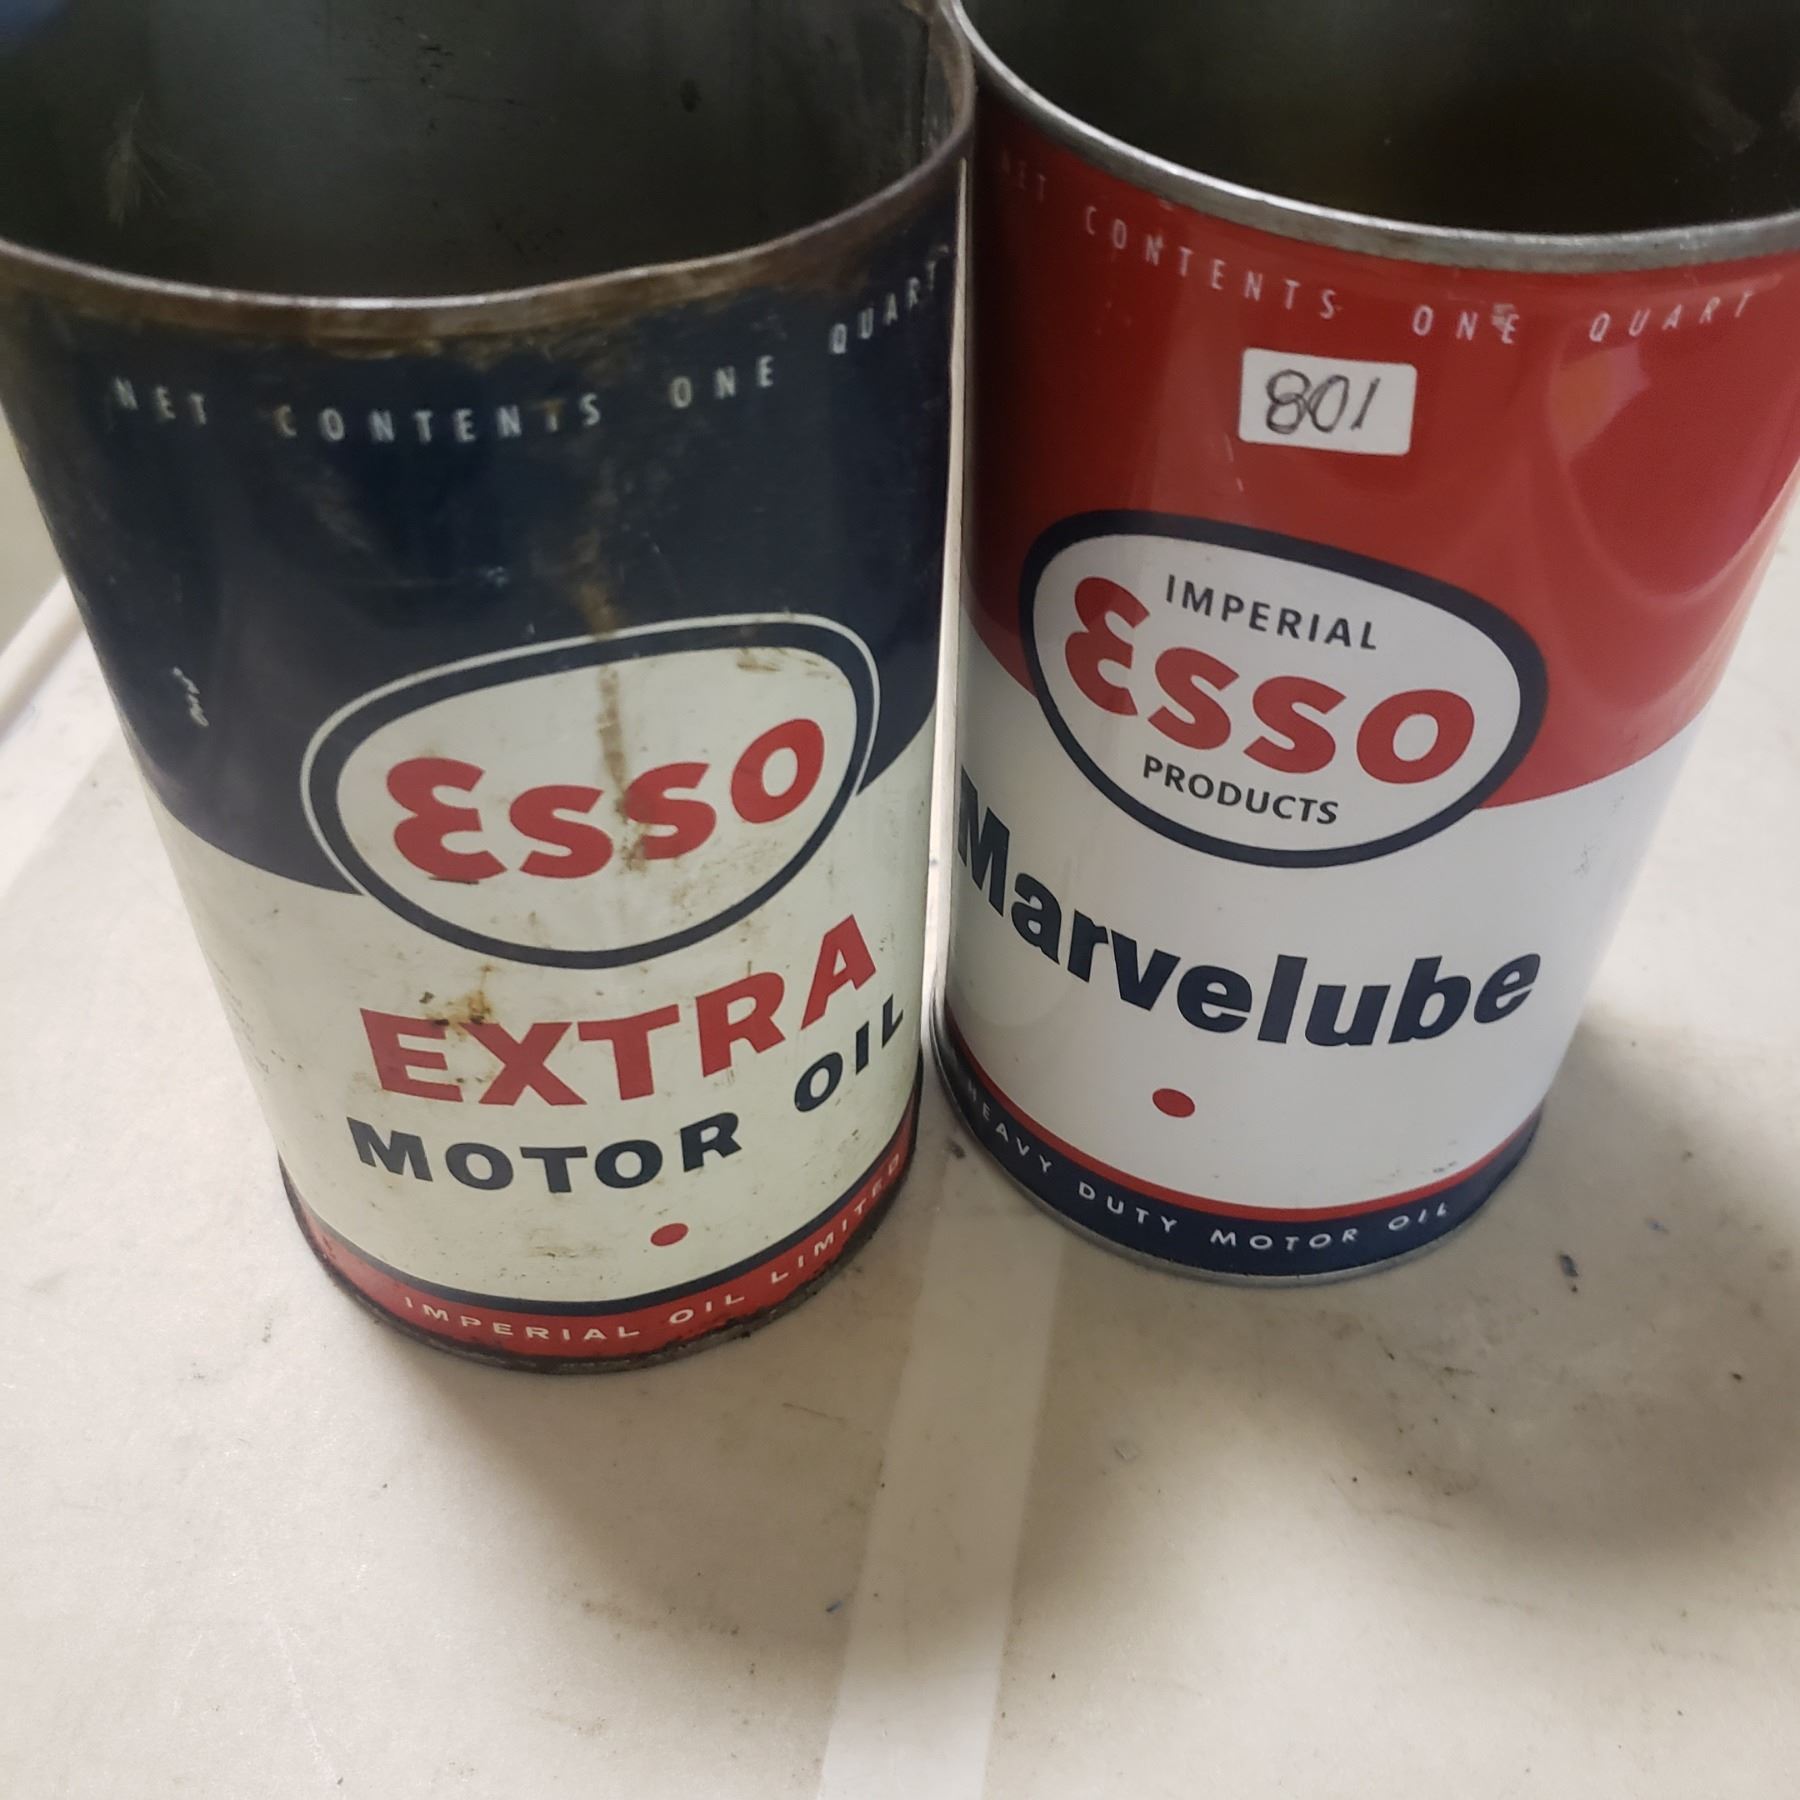 NET CONTENTS ONE QUART
Esso
EXTRA
MOTOR OIL
IMPERIAL OIL LIMITED
NET CONTENTS ONE QUART
801
IMPERIAL
Esso
PRODUCTS
Marvelube
HEAVY DUTY MOTOR OIL